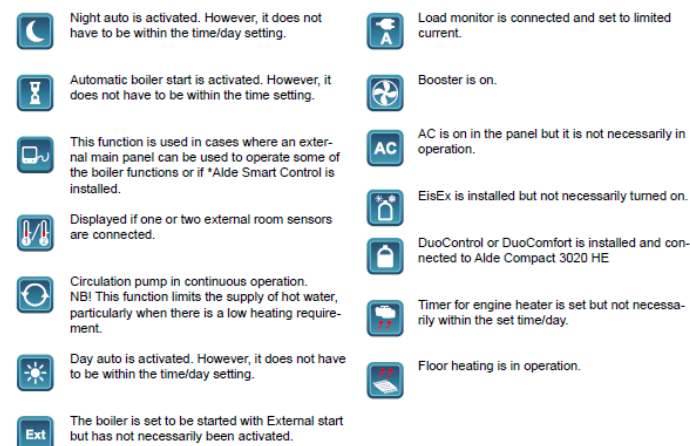 Night auto is activated. However, it does not
have to be within the time/day setting.
Automatic boiler start is activated. However, it
does not have to be within the time setting.
This function is used in cases where an exter-
nal main panel can be used to operate some of
the boiler functions or if *Alde Smart Control is
installed.
1 2
Displayed if one or two external room sensors
are connected.
Circulation pump in continuous operation.
NB! This function limits the supply of hot water,
particularly when there is a low heating require-
ment.
Day auto is activated. However, it does not have
to be within the time/day setting.
Ext
The boiler is set to be started with External start
but has not necessarily been activated.
A
Load monitor is connected and set to limited
current.
Booster is on.
AC
AC is on in the panel but it is not necessarily in
operation.
EisEx is installed but not necessarily turned on.
DuoControl or DuoComfort is installed and con-
nected to Alde Compact 3020 HE
Timer for engine heater is set but not necessa-
rily within the set time/day.
Floor heating is in operation.